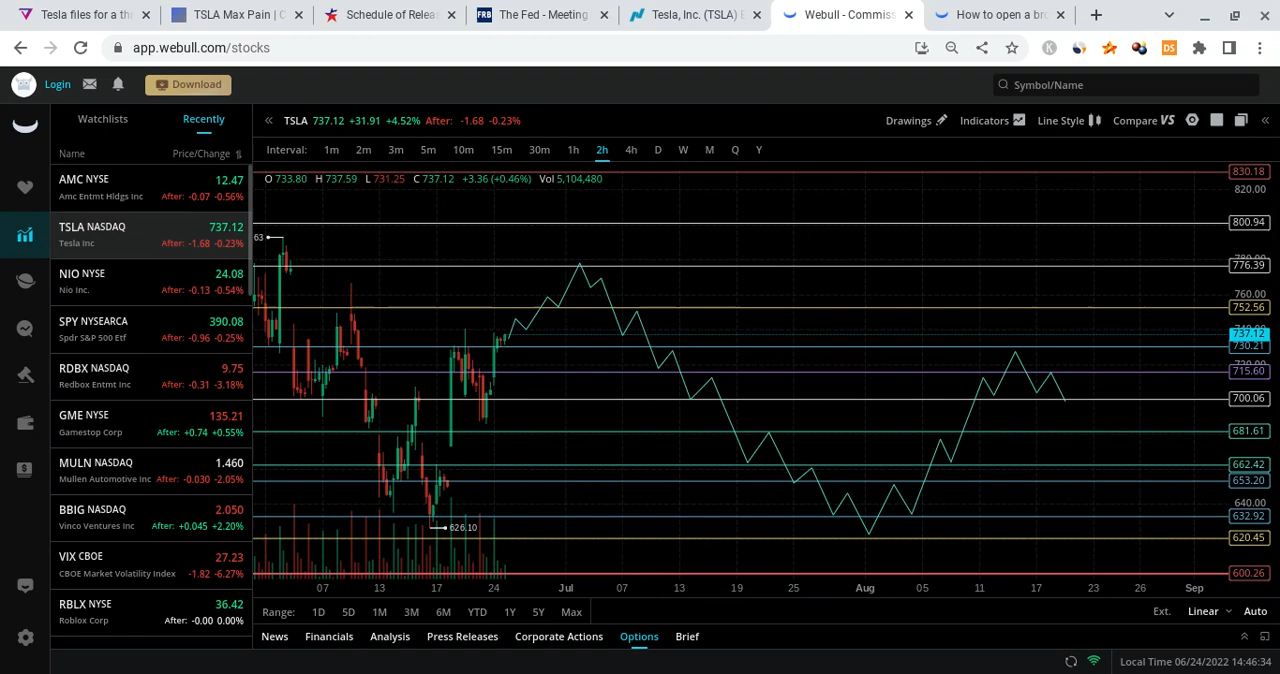 Tesla files for a th
TSLA Max Pain | C
Schedule of Relea
FRB The Fed - Meeting
Tesla, Inc. (TSLA) E
Webull - Commiss
How to open a bro
app.webull.com/stocks
K
DS
Login
Download
Symbol/Name
Watchlists Recently
Name Price/Change
AMC NYSE 12.47
Amc Entmt Hldgs Inc After: -0.07 -0.56%
TSLA NASDAQ 737.12
Tesla Inc After: -1.68 -0.23%
NIO NYSE 24.08
Nio Inc. After: -0.13 -0.54%
SPY NYSEARCA 390.08
Spdr S&P 500 Etf After: -0.96 -0.25%
RDBX NASDAQ 9.75
Redbox Entmt Inc After: -0.31 -3.18%
GME NYSE 135.21
Gamestop Corp After: +0.74 +0.55%
MULN NASDAQ 1.460
Mullen Automotive Inc After: -0.030 -2.05%
BBIG NASDAQ 2.050
Vinco Ventures Inc After: +0.045 +2.20%
VIX CBOE 27.23
CBOE Market Volatility Index -1.82 -6.27%
RBLX NYSE 36.42
Roblox Corp After: -0.00 0.00%
TSLA 737.12 +31.91 +4.52% After: -1.68 -0.23%
Drawings Indicators Line Style Compare VS
Interval: 1m 2m 3m 5m 10m 15m 30m 1h 2h 4h D W M Q Y
O 733.80 H 737.59 L 731.25 C 737.12 +3.36 (+0.46%) Vol 5,104,480
63
626.10
830.18
820.00
800.94
776.39
760.00
752.56
737.12
730.21
715.60
700.06
681.61
662.42
653.20
640.00
632.92
620.45
600.26
07 13 17 24 Jul 07 13 19 25 Aug 05 11 17 23 26 Sep
Range: 1D 5D 1M 3M 6M YTD 1Y 5Y Max
Ext. Linear Auto
News Financials Analysis Press Releases Corporate Actions Options Brief
Local Time 06/24/2022 14:46:34